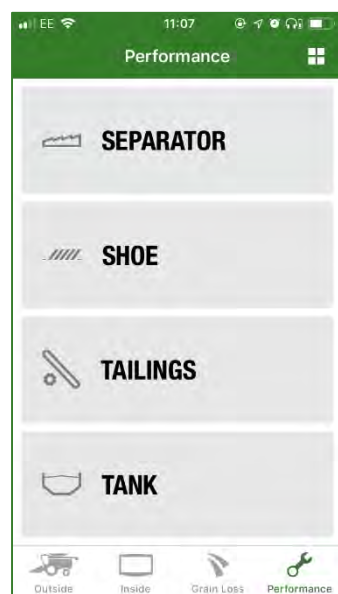 EE 11:07
Performance
SEPARATOR
SHOE
TAILINGS
TANK
Outside Inside Grain Loss Performance